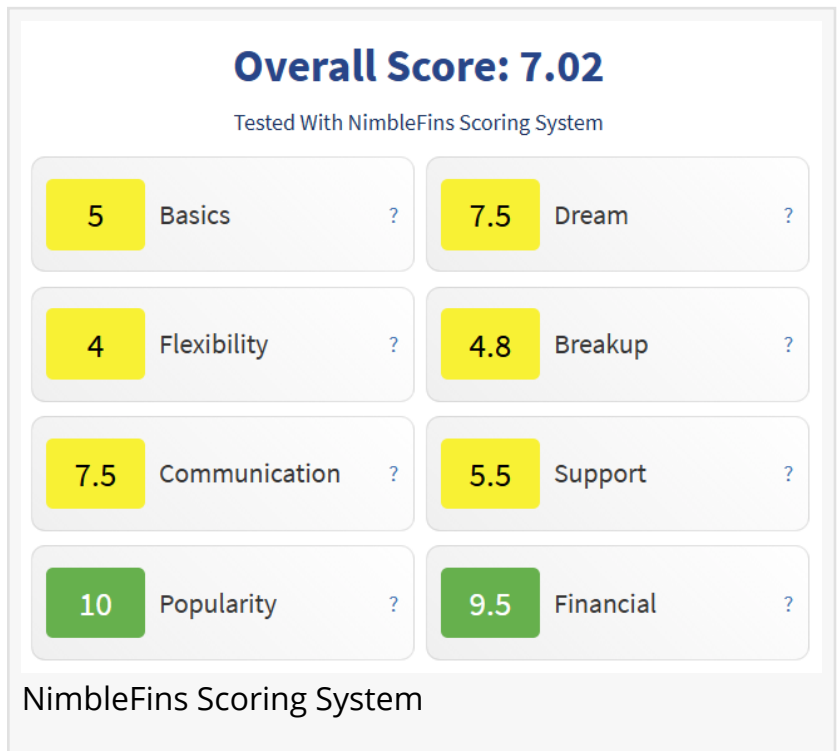 Overall Score: 7.02
Tested With NimbleFins Scoring System
5 Basics ?
7.5 Dream ?
4 Flexibility ?
4.8 Breakup ?
7.5 Communication ?
5.5 Support ?
10 Popularity ?
9.5 Financial ?
NimbleFins Scoring System